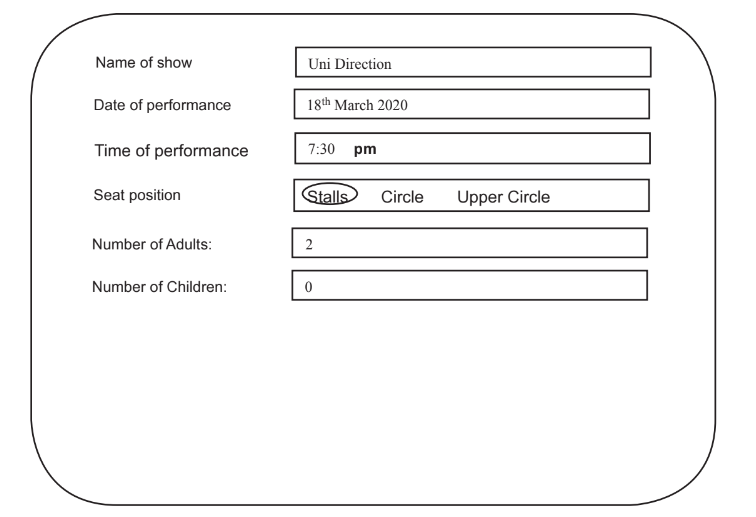 Name of show Uni Direction
Date of performance 18th March 2020
Time of performance 7:30 pm
Seat position Stalls Circle Upper Circle
Number of Adults: 2
Number of Children: 0